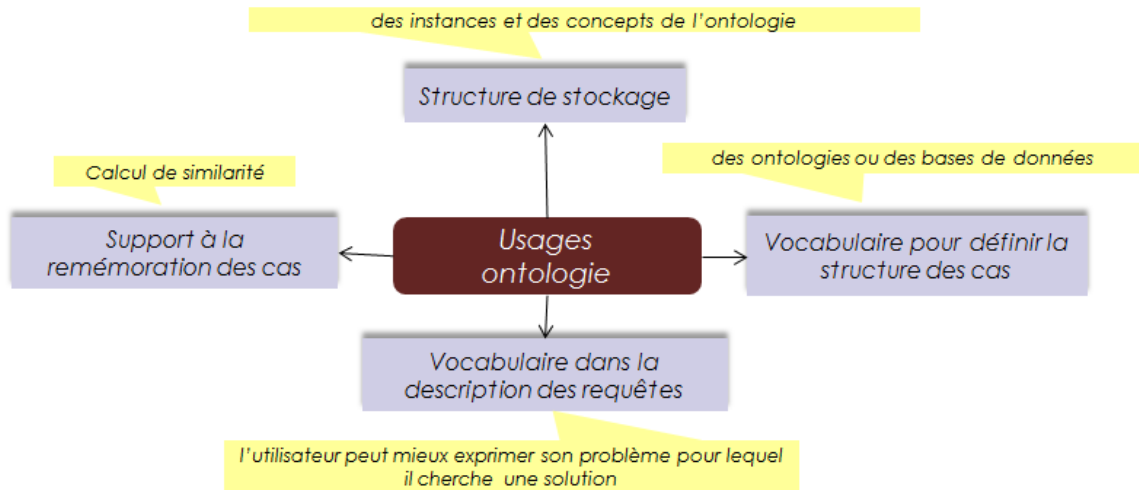 des instances et des concepts de l'ontologie
Structure de stockage
Calcul de similarité
des ontologies ou des bases de données
Support à la
remémoration des cas
Usages
ontologie
Vocabulaire pour définir la
structure des cas
Vocabulaire dans la
description des requêtes
l'utilisateur peut mieux exprimer son problème pour lequel
il cherche une solution